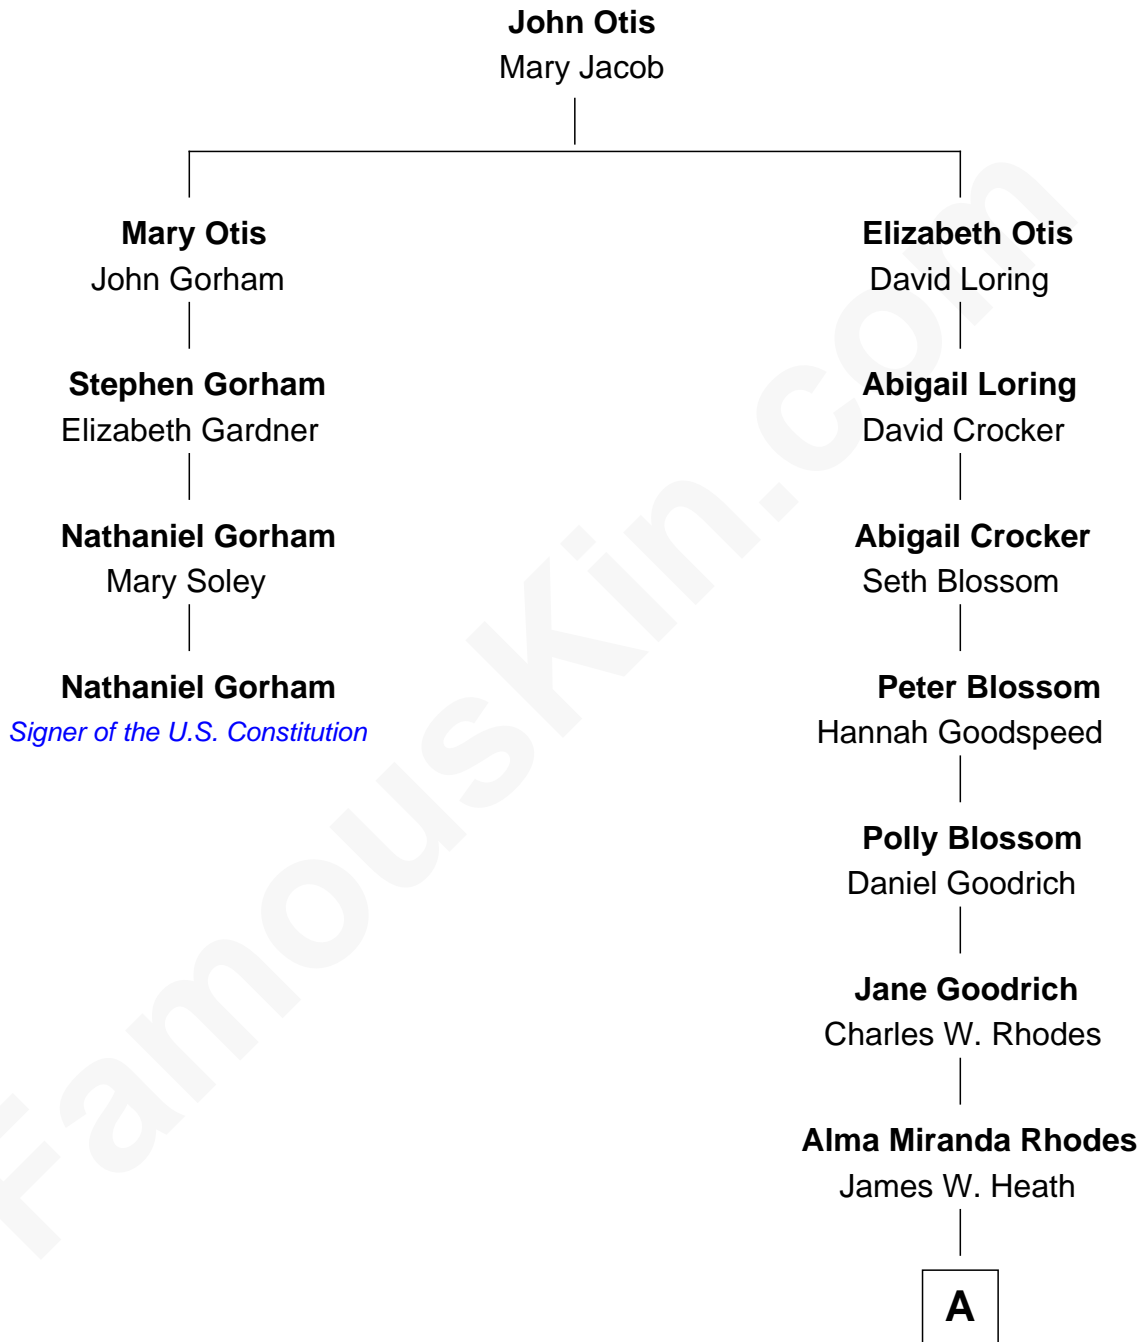 John Otis
Mary Jacob
Mary Otis
John Gorham
Stephen Gorham
Elizabeth Gardner
Nathaniel Gorham
Mary Soley
Nathaniel Gorham
Signer of the U.S. Constitution
Elizabeth Otis
David Loring
Abigail Loring
David Crocker
Abigail Crocker
Seth Blossom
Peter Blossom
Hannah Goodspeed
Polly Blossom
Daniel Goodrich
Jane Goodrich
Charles W. Rhodes
Alma Miranda Rhodes
James W. Heath
A
FamousKin.com